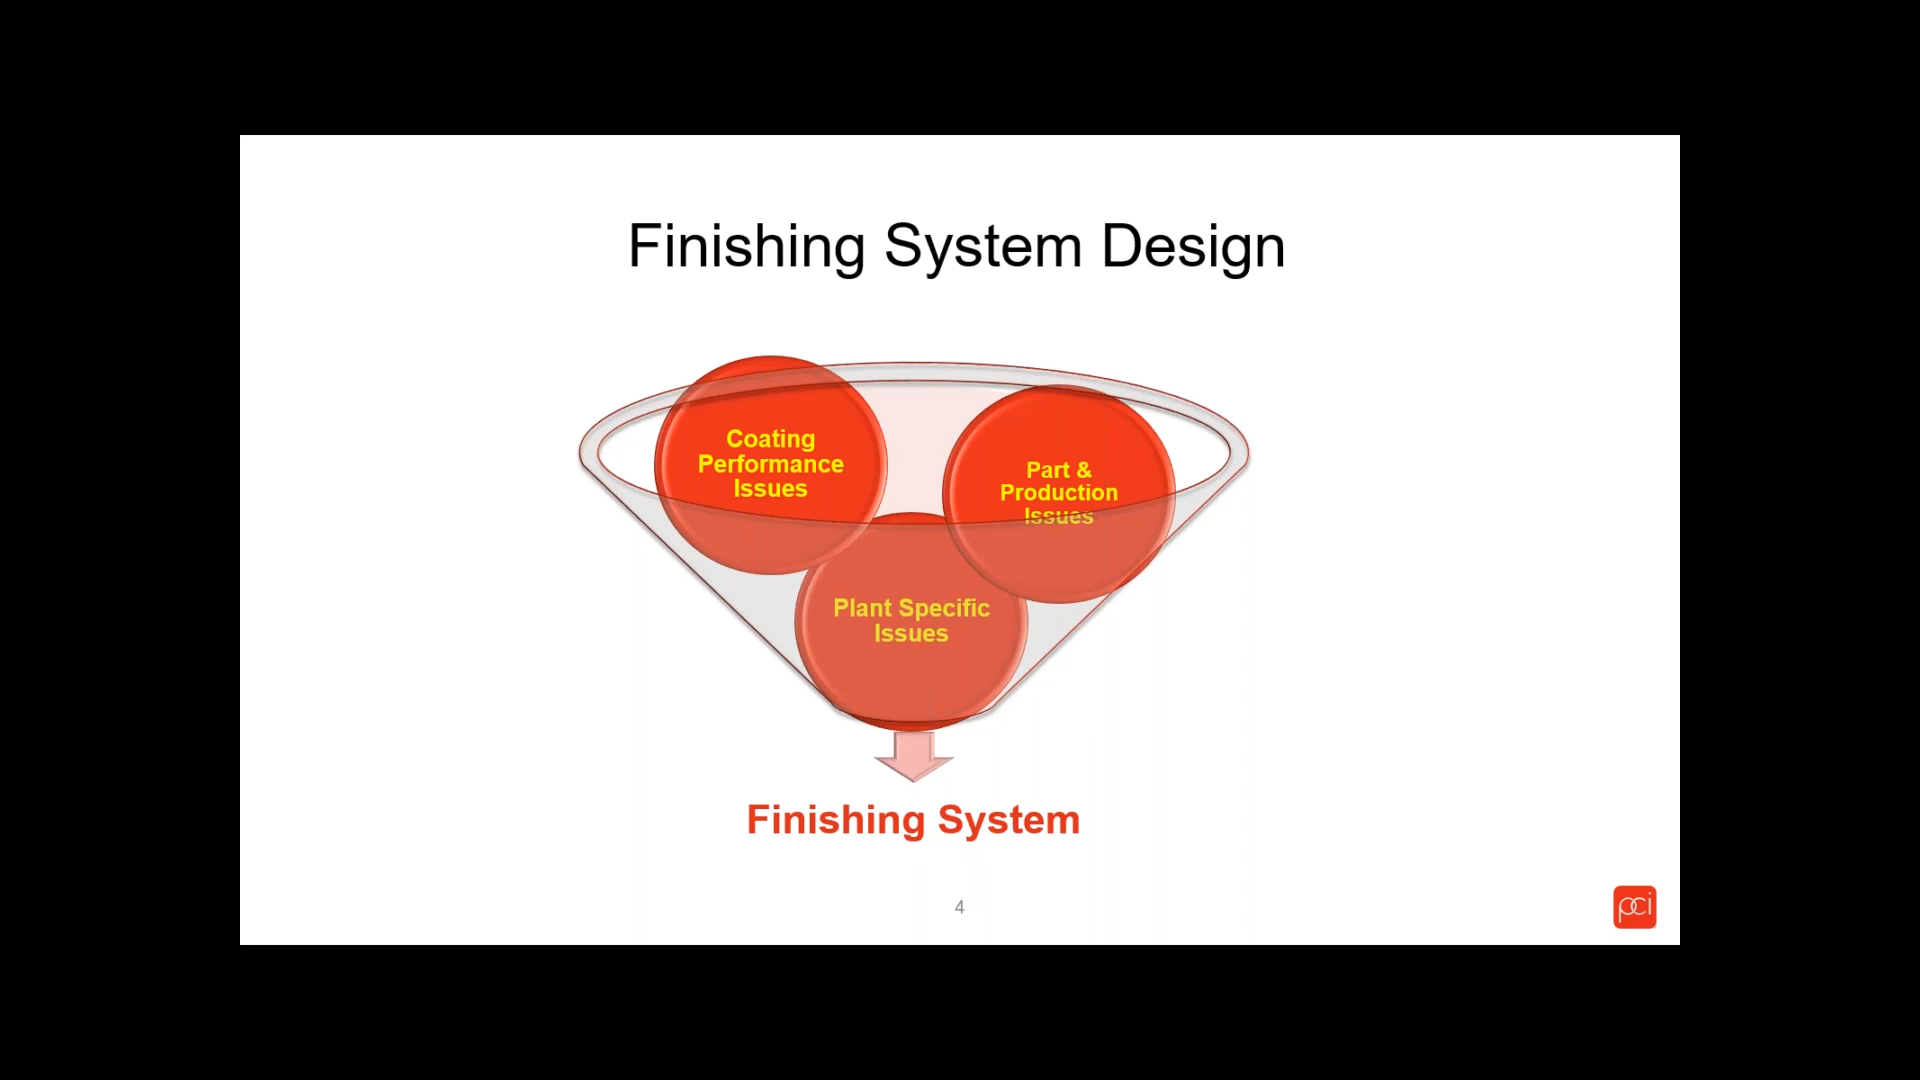 Finishing System Design
Coating
Performance
Issues
Part &
Production
Issues
Plant Specific
Issues
Finishing System
4
pci